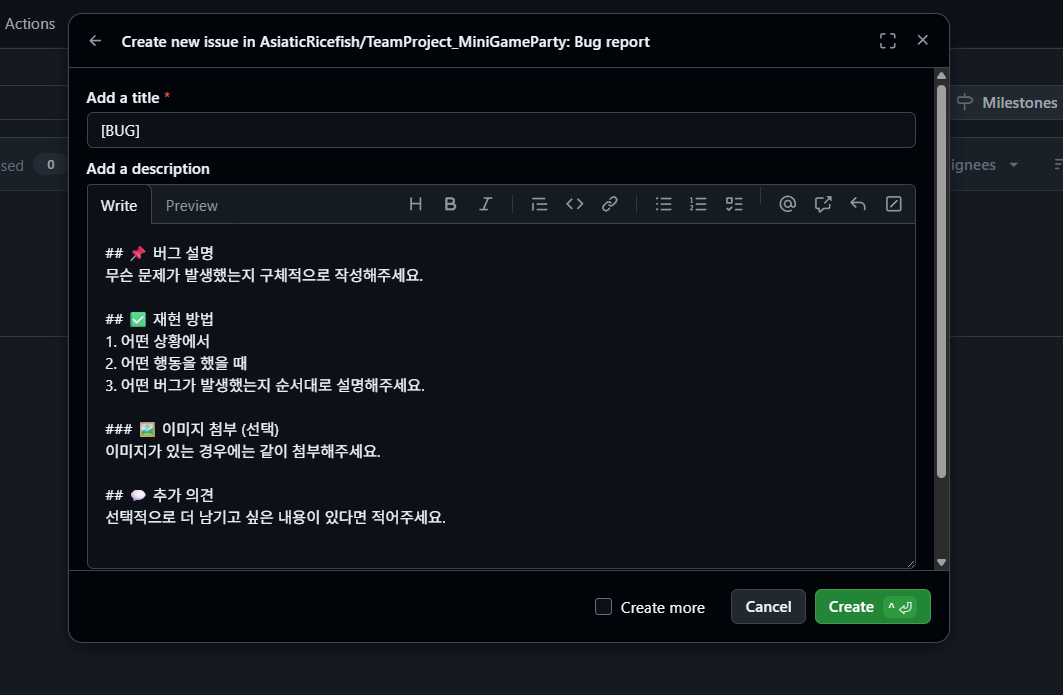 Actions
Create new issue in AsiaticRicefish/TeamProject_MiniGameParty: Bug report
Add a title *
[BUG]
Milestones
sed 0
ignees
Add a description
Write Preview
## 📌 버그 설명
무슨 문제가 발생했는지 구체적으로 작성해주세요.
## ✅ 재현 방법
1. 어떤 상황에서
2. 어떤 행동을 했을 때
3. 어떤 버그가 발생했는지 순서대로 설명해주세요.
### 🖼️ 이미지 첨부 (선택)
이미지가 있는 경우에는 같이 첨부해주세요.
## 💬 추가 의견
선택적으로 더 남기고 싶은 내용이 있다면 적어주세요.
Create more
Cancel
Create ^ ⏎